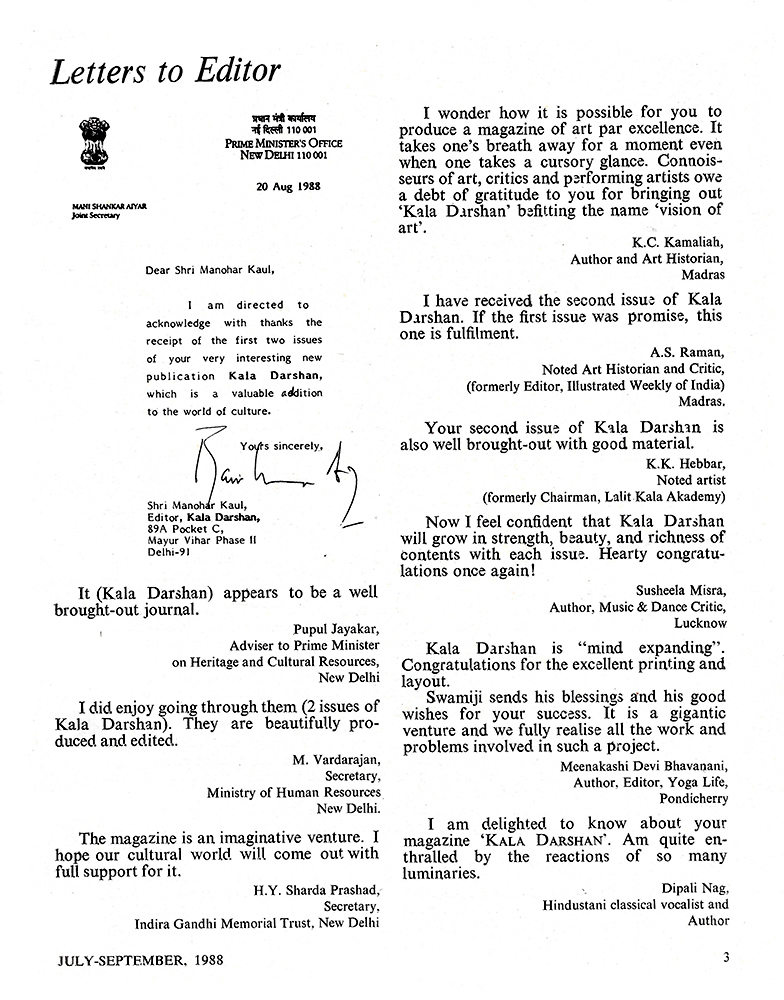 Letters to Editor
प्रधान मंत्री कार्यालय
नई दिल्ली 110 001
PRIME MINISTER'S OFFICE
NEW DELHI 110 001
20 Aug 1988
MANI SHANKAR AIYAR
Joint Secretary
Dear Shri Manohar Kaul,
I am directed to
acknowledge with thanks the
receipt of the first two issues
of your very interesting new
publication Kala Darshan,
which is a valuable addition
to the world of culture.
Yours sincerely,
Shri Manohar Kaul,
Editor, Kala Darshan,
89A Pocket C,
Mayur Vihar Phase II
Delhi-91
It (Kala Darshan) appears to be a well
brought-out journal.
Pupul Jayakar,
Adviser to Prime Minister
on Heritage and Cultural Resources,
New Delhi
I did enjoy going through them (2 issues of
Kala Darshan). They are beautifully pro-
duced and edited.
M. Vardarajan,
Secretary,
Ministry of Human Resources
New Delhi.
The magazine is an imaginative venture. I
hope our cultural world will come out with
full support for it.
H.Y. Sharda Prashad,
Secretary,
Indira Gandhi Memorial Trust, New Delhi
I wonder how it is possible for you to
produce a magazine of art par excellence. It
takes one's breath away for a moment even
when one takes a cursory glance. Connois-
seurs of art, critics and performing artists owe
a debt of gratitude to you for bringing out
'Kala Darshan' befitting the name 'vision of
art'.
K.C. Kamaliah,
Author and Art Historian,
Madras
I have received the second issue of Kala
Darshan. If the first issue was promise, this
one is fulfilment.
A.S. Raman,
Noted Art Historian and Critic,
(formerly Editor, Illustrated Weekly of India)
Madras.
Your second issue of Kala Darshan is
also well brought-out with good material.
K.K. Hebbar,
Noted artist
(formerly Chairman, Lalit Kala Akademy)
Now I feel confident that Kala Darshan
will grow in strength, beauty, and richness of
contents with each issue. Hearty congratu-
lations once again!
Susheela Misra,
Author, Music & Dance Critic,
Lucknow
Kala Darshan is "mind expanding".
Congratulations for the excellent printing and
layout.
Swamiji sends his blessings and his good
wishes for your success. It is a gigantic
venture and we fully realise all the work and
problems involved in such a project.
Meenakashi Devi Bhavanani,
Author, Editor, Yoga Life,
Pondicherry
I am delighted to know about your
magazine 'KALA DARSHAN'. Am quite en-
thralled by the reactions of so many
luminaries.
Dipali Nag,
Hindustani classical vocalist and
Author
JULY-SEPTEMBER, 1988
3